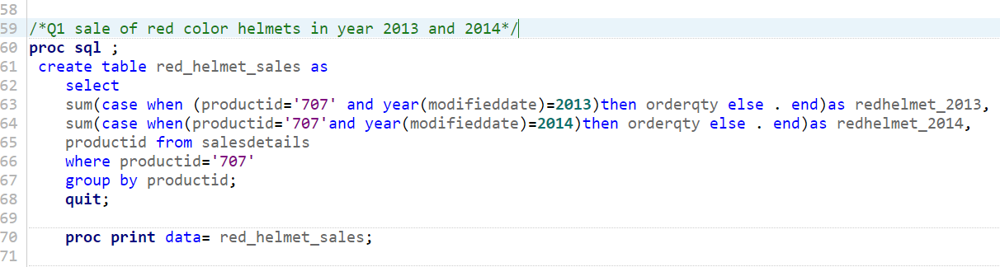 58
59 /*Q1 sale of red color helmets in year 2013 and 2014*/
60 proc sql ;
61 create table red_helmet_sales as
62 select
63 sum(case when (productid='707' and year(modifieddate)=2013)then orderqty else . end)as redhelmet_2013,
64 sum(case when(productid='707'and year(modifieddate)=2014)then orderqty else . end)as redhelmet_2014,
65 productid from salesdetails
66 where productid='707'
67 group by productid;
68 quit;
69
70 proc print data= red_helmet_sales;
71